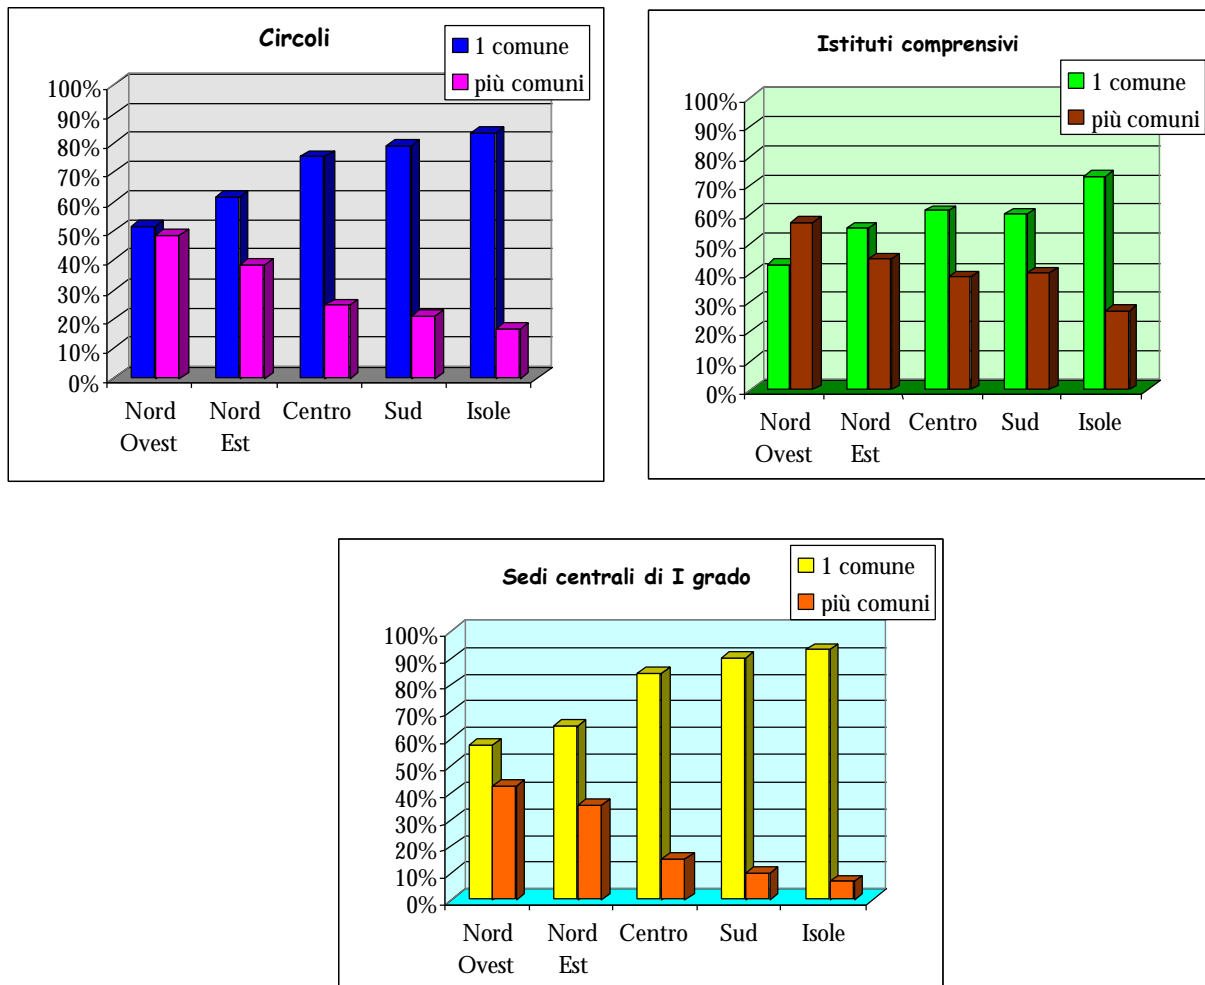 Circoli
1 comune
più comuni
100%
90%
80%
70%
60%
50%
40%
30%
20%
10%
0%
Nord Ovest
Nord Est
Centro
Sud
Isole
Istituti comprensivi
1 comune
più comuni
100%
90%
80%
70%
60%
50%
40%
30%
20%
10%
0%
Nord Ovest
Nord Est
Centro
Sud
Isole
Sedi centrali di I grado
1 comune
più comuni
100%
90%
80%
70%
60%
50%
40%
30%
20%
10%
0%
Nord Ovest
Nord Est
Centro
Sud
Isole